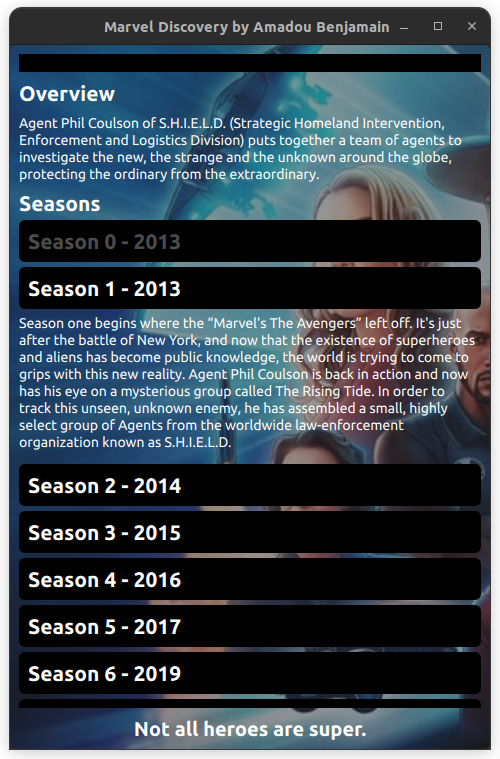 Marvel Discovery by Amadou Benjamain
Overview
Agent Phil Coulson of S.H.I.E.L.D. (Strategic Homeland Intervention,
Enforcement and Logistics Division) puts together a team of agents to
investigate the new, the strange and the unknown around the globe,
protecting the ordinary from the extraordinary.
Seasons
Season 0 - 2013
Season 1 - 2013
Season one begins where the “Marvel's The Avengers” left off. It's just
after the battle of New York, and now that the existence of superheroes
and aliens has become public knowledge, the world is trying to come to
grips with this new reality. Agent Phil Coulson is back in action and now
has his eye on a mysterious group called The Rising Tide. In order to
track this unseen, unknown enemy, he has assembled a small, highly
select group of Agents from the worldwide law-enforcement
organization known as S.H.I.E.L.D.
Season 2 - 2014
Season 3 - 2015
Season 4 - 2016
Season 5 - 2017
Season 6 - 2019
Not all heroes are super.